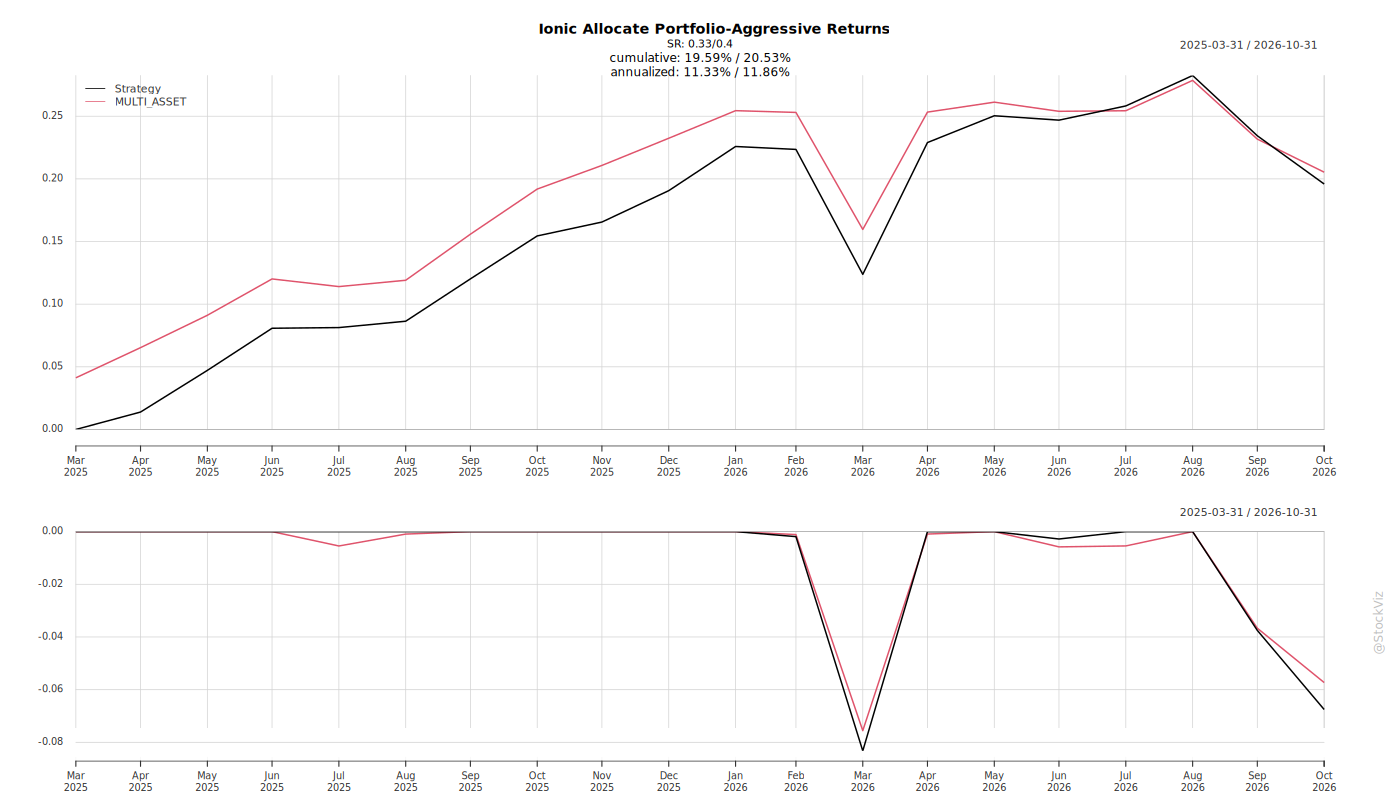 Ionic Allocate Portfolio-Aggressive Returns
SR: 0.33/0.4
cumulative: 19.59% / 20.53%
annualized: 11.33% / 11.86%
2025-03-31 / 2026-10-31
Strategy
MULTI_ASSET
0.25
0.20
0.15
0.10
0.05
0.00
Mar Apr May Jun Jul Aug Sep Oct Nov Dec Jan Feb Mar Apr May Jun Jul Aug Sep Oct
2025 2025 2025 2025 2025 2025 2025 2025 2025 2025 2026 2026 2026 2026 2026 2026 2026 2026 2026 2026
2025-03-31 / 2026-10-31
0.00
-0.02
-0.04
-0.06
-0.08
Mar Apr May Jun Jul Aug Sep Oct Nov Dec Jan Feb Mar Apr May Jun Jul Aug Sep Oct
2025 2025 2025 2025 2025 2025 2025 2025 2025 2025 2026 2026 2026 2026 2026 2026 2026 2026 2026 2026
@StockViz